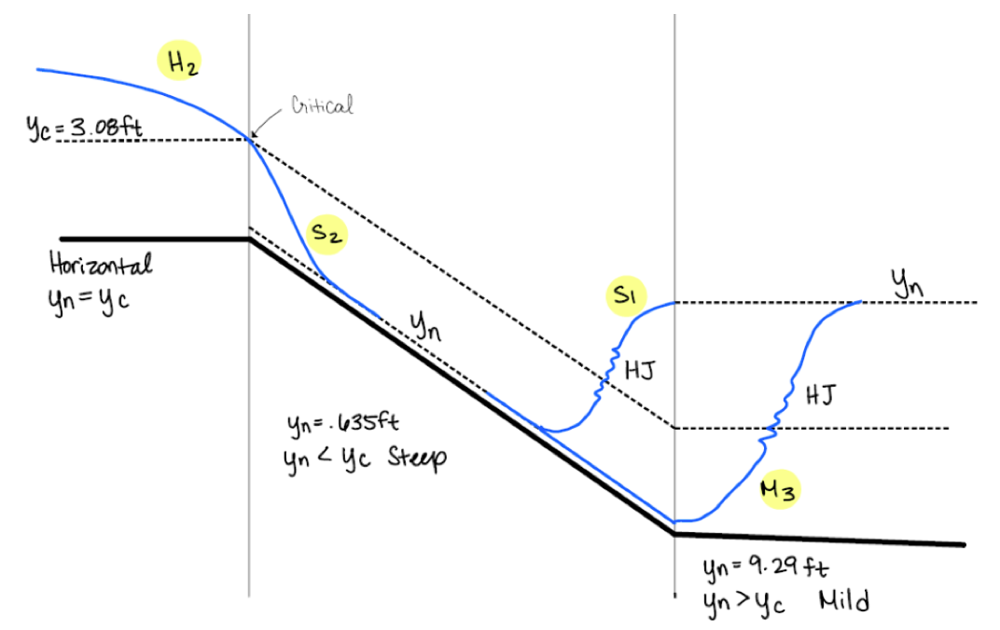 H₂
Critical
yc = 3.08ft
S₂
Horizontal
yn = yc
yn
S₁
yn
HJ
HJ
yn = .635ft
yn < yc Steep
M₃
yn = 9.29 ft
yn > yc Mild